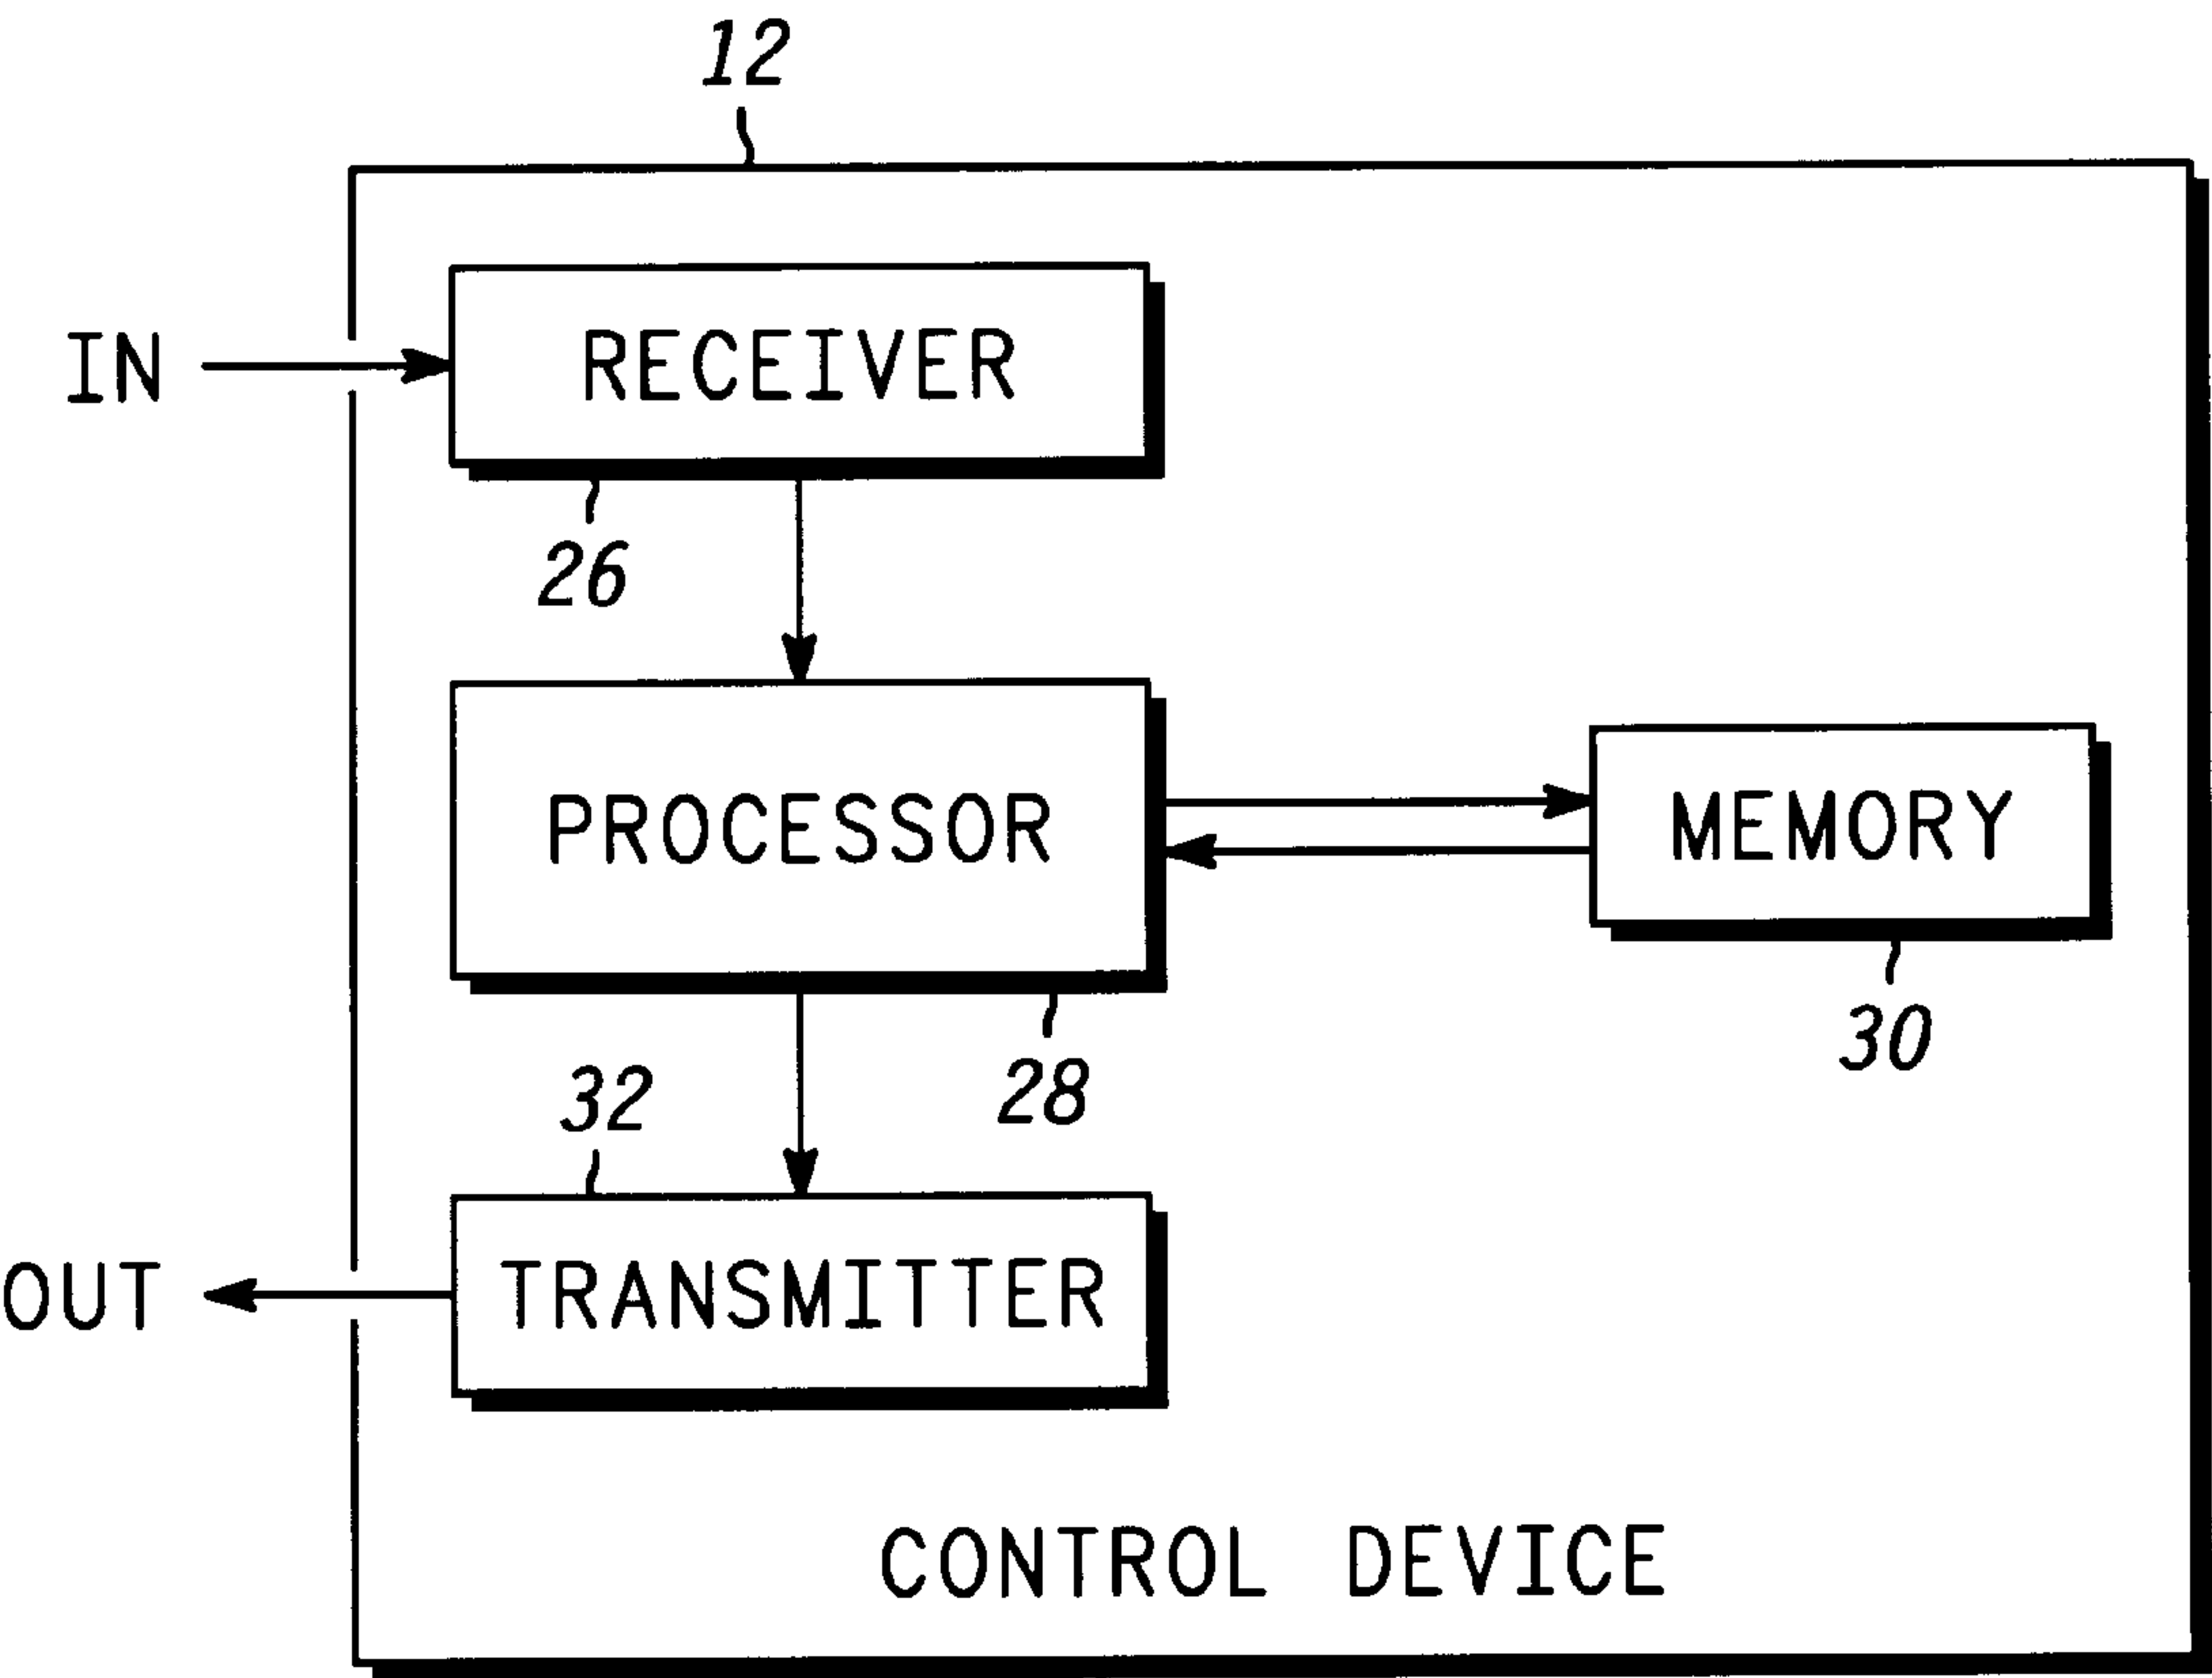 12
IN
RECEIVER
26
PROCESSOR
MEMORY
28
30
32
TRANSMITTER
OUT
CONTROL DEVICE